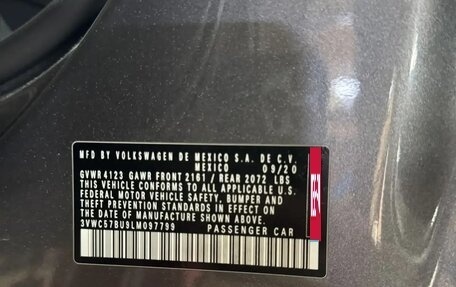 MFD BY VOLKSWAGEN DE MEXICO S.A. DE C.V.
MEXICO 09/20
GVWR 4123 GAWR FRONT 2161 / REAR 2072 LBS
THIS VEHICLE CONFORMS TO ALL APPLICABLE U.S.
FEDERAL MOTOR VEHICLE SAFETY, BUMPER AND
THEFT PREVENTION STANDARDS IN EFFECT ON
THE DATE OF MANUFACTURE SHOWN ABOVE.
3VWC57BU9LM097799 PASSENGER CAR